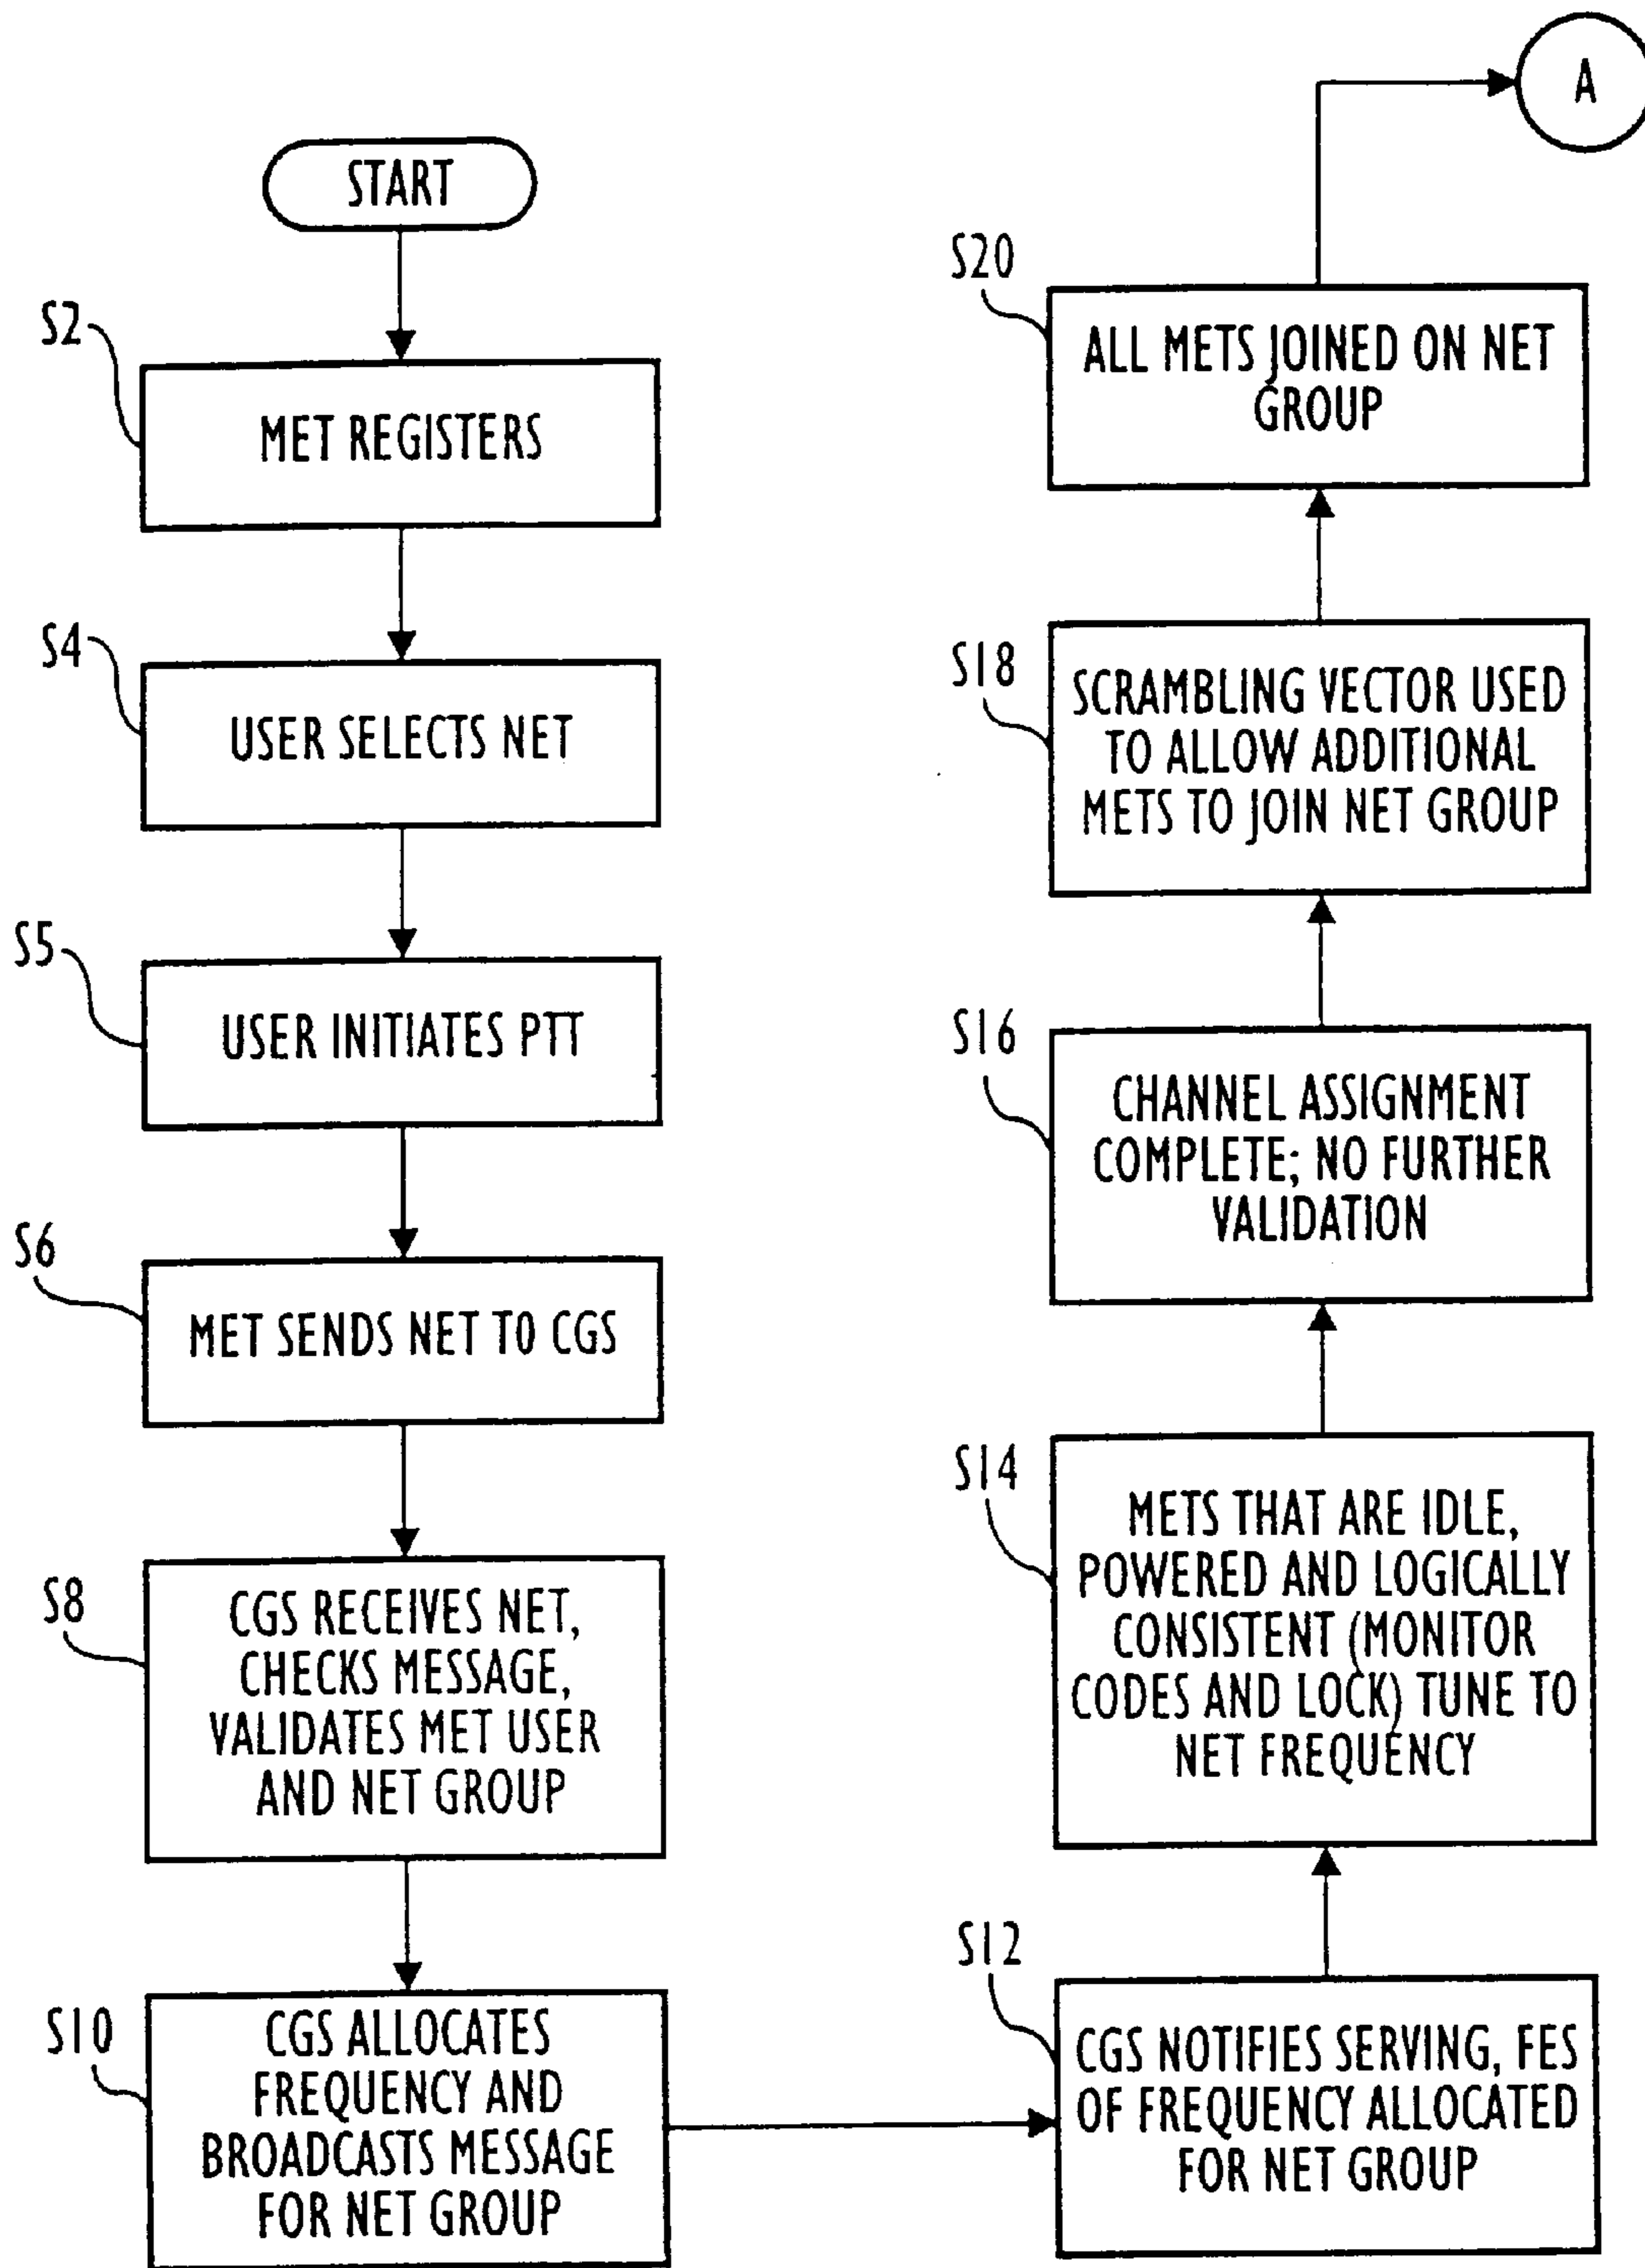 START
S2
MET REGISTERS
S4
USER SELECTS NET
S5
USER INITIATES PTT
S6
MET SENDS NET TO CGS
S8
CGS RECEIVES NET,
CHECKS MESSAGE,
VALIDATES MET USER
AND NET GROUP
S10
CGS ALLOCATES
FREQUENCY AND
BROADCASTS MESSAGE
FOR NET GROUP
S12
CGS NOTIFIES SERVING, FES
OF FREQUENCY ALLOCATED
FOR NET GROUP
S14
METS THAT ARE IDLE,
POWERED AND LOGICALLY
CONSISTENT (MONITOR
CODES AND LOCK) TUNE TO
NET FREQUENCY
S16
CHANNEL ASSIGNMENT
COMPLETE; NO FURTHER
VALIDATION
S18
SCRAMBLING VECTOR USED
TO ALLOW ADDITIONAL
METS TO JOIN NET GROUP
S20
ALL METS JOINED ON NET
GROUP
A